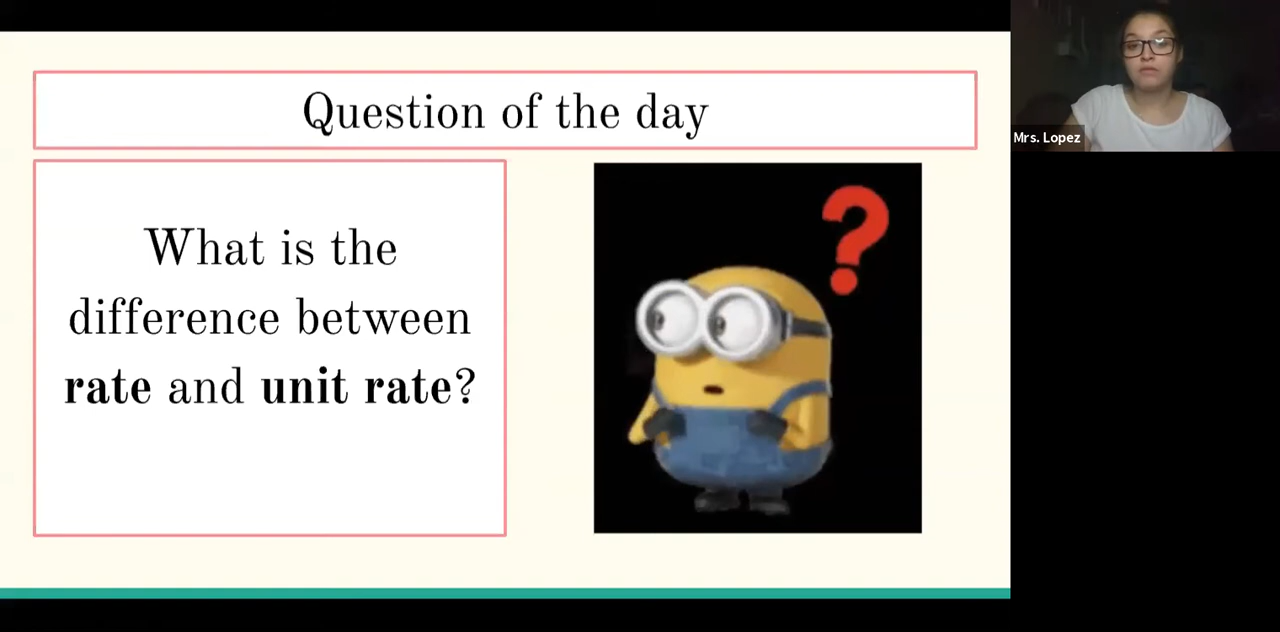 Question of the day
What is the
difference between
rate and unit rate?
?
Mrs. Lopez